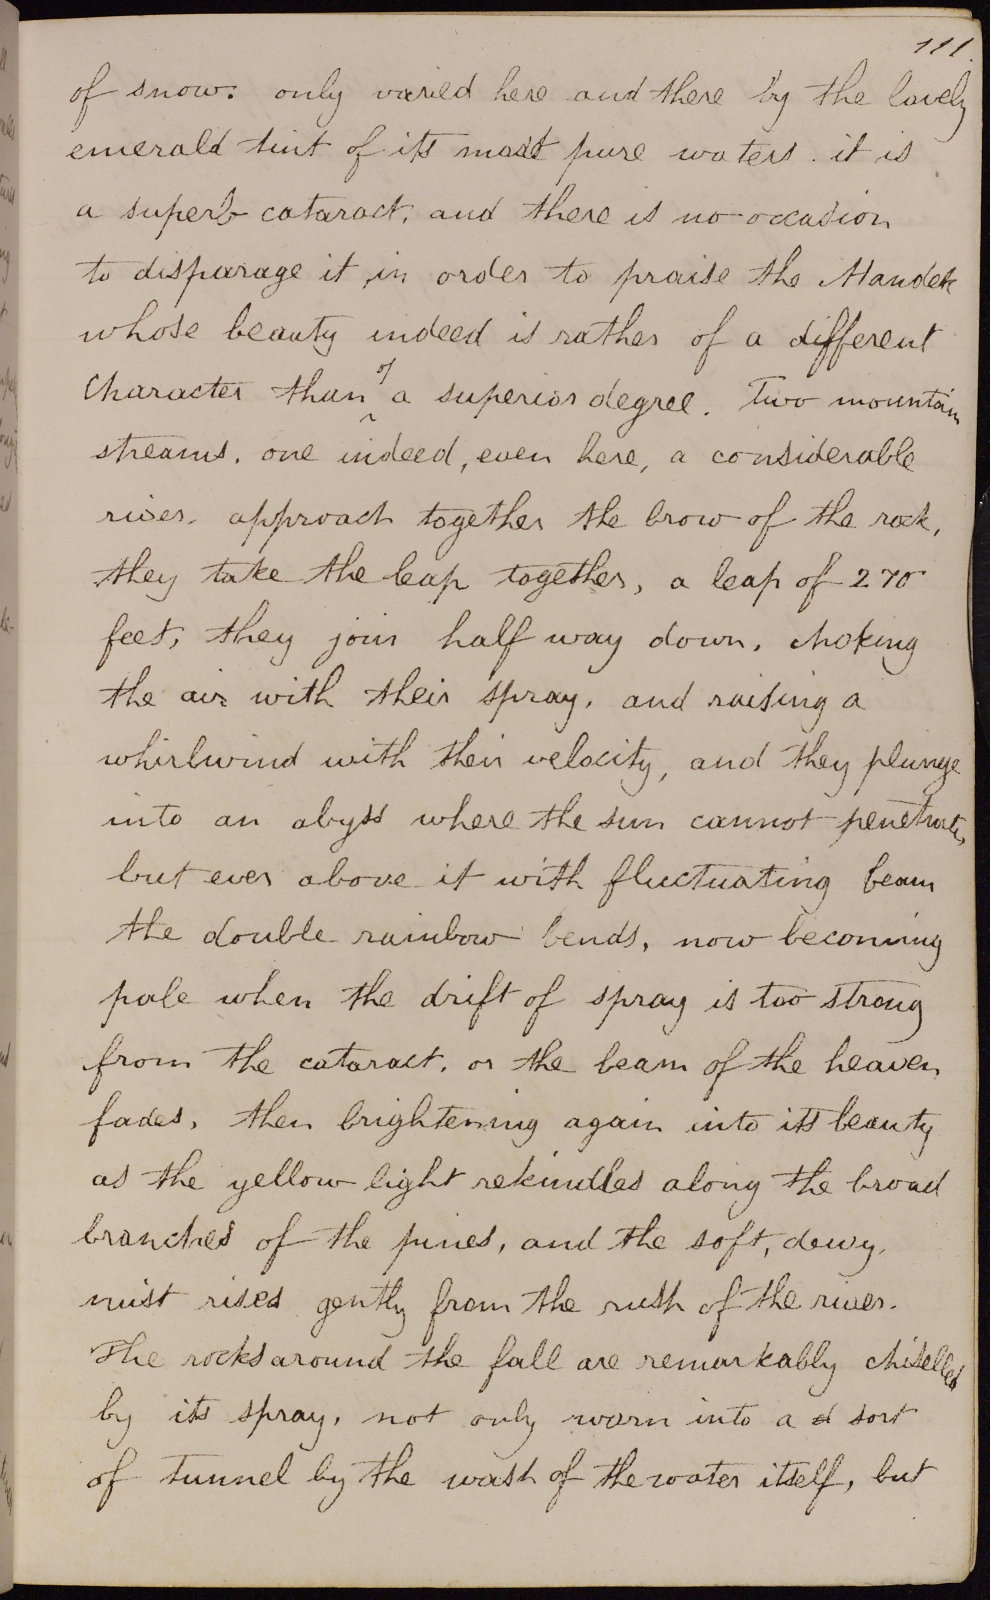 111.
of snow. only varied here and there by the lovely
emerald tint of its most pure waters. it is
a superb cataract, and there is no occasion
to disparage it, in order to praise the Handek
whose beauty indeed is rather of a different
Character than of a superior degree. Two mountain
streams, one indeed, even here, a considerable
river, approach together the brow of the rock,
they take the leap together, a leap of 270
feet, they join half way down, choking
the air with their spray, and raising a
whirlwind with their velocity, and they plunge
into an abyss where the sun cannot penetrate,
but ever above it with fluctuating beam
the double rainbow bends, now becoming
pale when the drift of spray is too strong
from the cataract, or the beam of the heaven
fades, then brightening again into its beauty
as the yellow light rekindles along the broad
branches of the pines, and the soft, dewy,
mist rises gently from the rush of the river.
The rocks around the fall are remarkably chiselled
by its spray, not only worn into a sort
of tunnel by the wash of the water itself, but